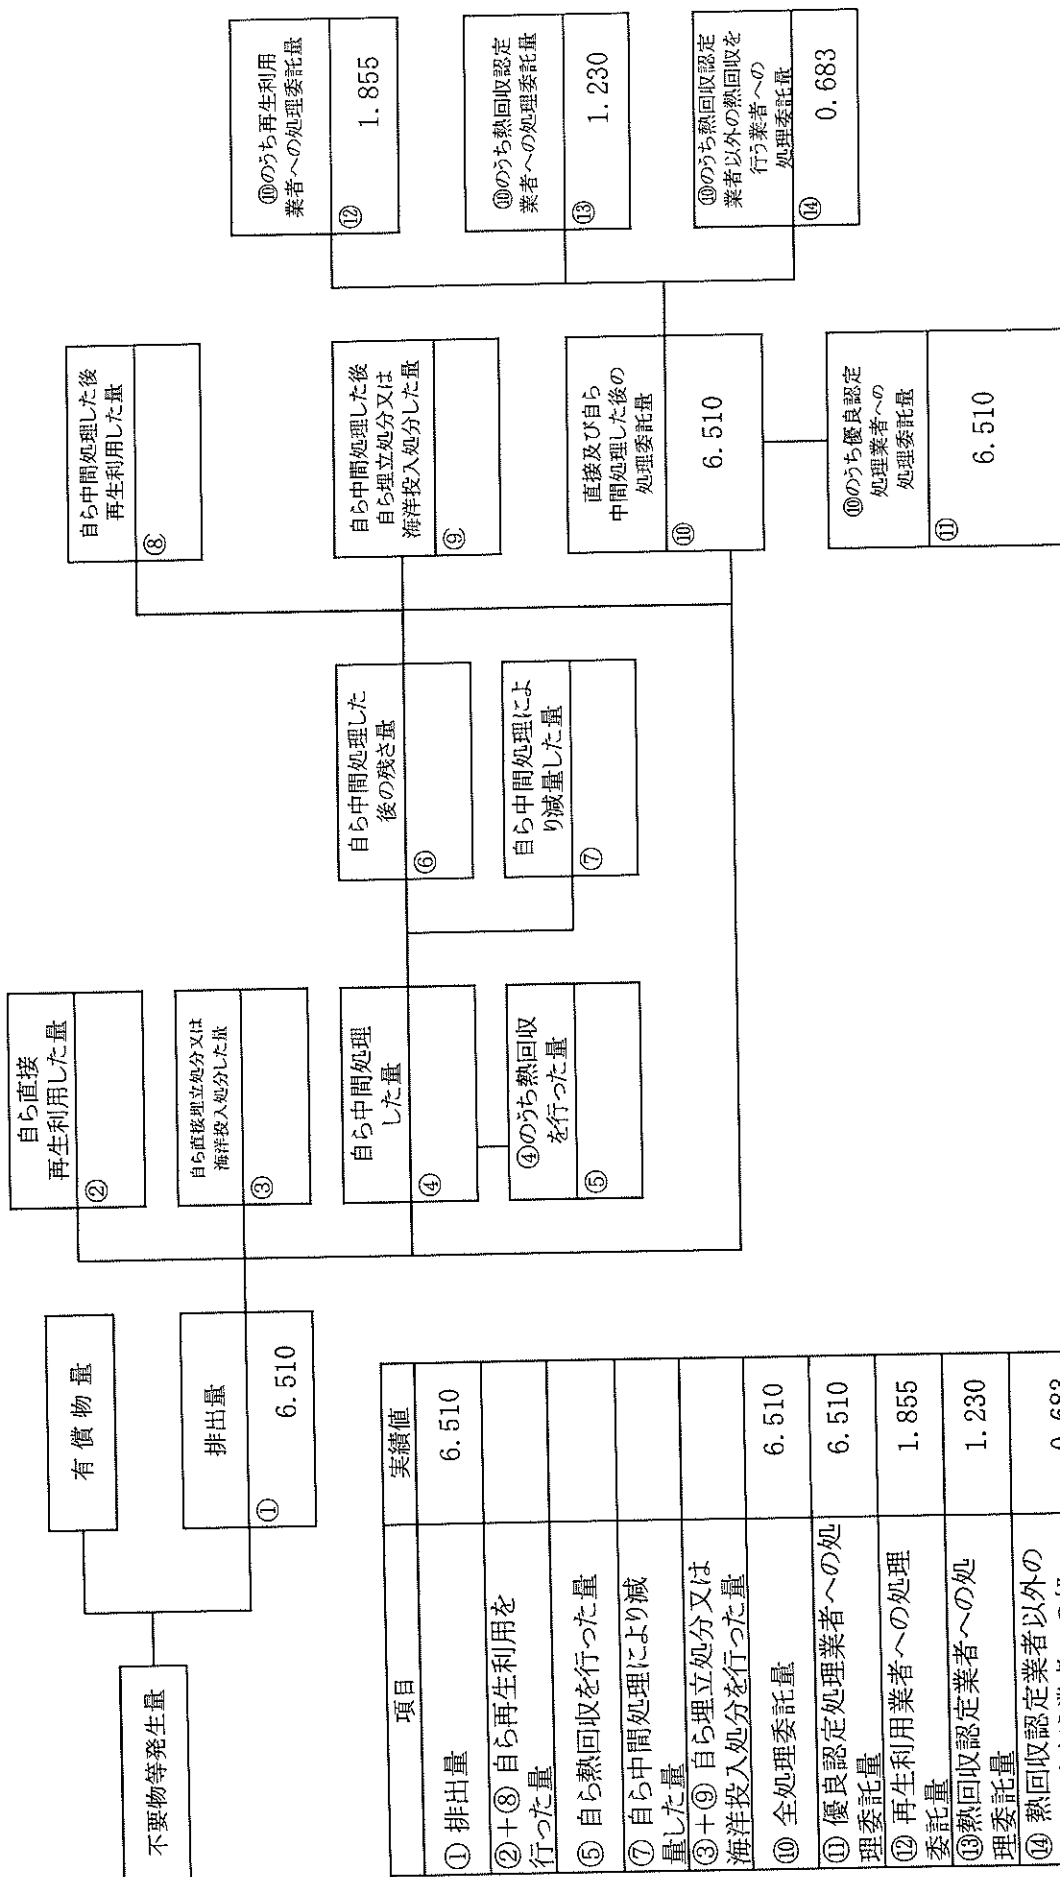 不要物等発生量
有償物量
排出量
①
6.510
自ら直接
再生利用した量
②
自ら直接埋立処分又は
海洋投入処分した量
③
自ら中間処理
した量
④
④のうち熱回収
を行った量
⑤
自ら中間処理した
後の残さ量
⑥
自ら中間処理によ
り減量した量
⑦
自ら中間処理した後
再生利用した量
⑧
自ら中間処理した後
自ら埋立処分又は
海洋投入処分した量
⑨
直接及び自ら
中間処理した後の
処理委託量
⑩
6.510
⑩のうち優良認定
処理業者への
処理委託量
⑪
6.510
⑩のうち再生利用
業者への処理委託量
⑫
1.855
⑩のうち熱回収認定
業者への処理委託量
⑬
1.230
⑩のうち熱回収認定
業者以外の熱回収を
行う業者への
処理委託量
⑭
0.683
項目 実績値
① 排出量 6.510
②+⑧ 自ら再生利用を
行った量
⑤ 自ら熱回収を行った量
⑦ 自ら中間処理により減
量した量
③+⑨ 自ら埋立処分又は
海洋投入処分を行った量
⑩ 全処理委託量 6.510
⑪ 優良認定処理業者への処
理委託量 6.510
⑫ 再生利用業者への処理
委託量 1.855
⑬熱回収認定業者への処
理委託量 1.230
⑭ 熱回収認定業者以外の
0.683